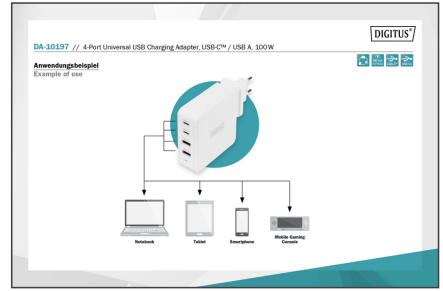 DIGITUS®
DA-10197 // 4-Port Universal USB Charging Adapter, USB-C™ / USB A, 100 W
Anwendungsbeispiel
Example of use
Notebook
Tablet
Smartphone
Mobile Gaming
Console